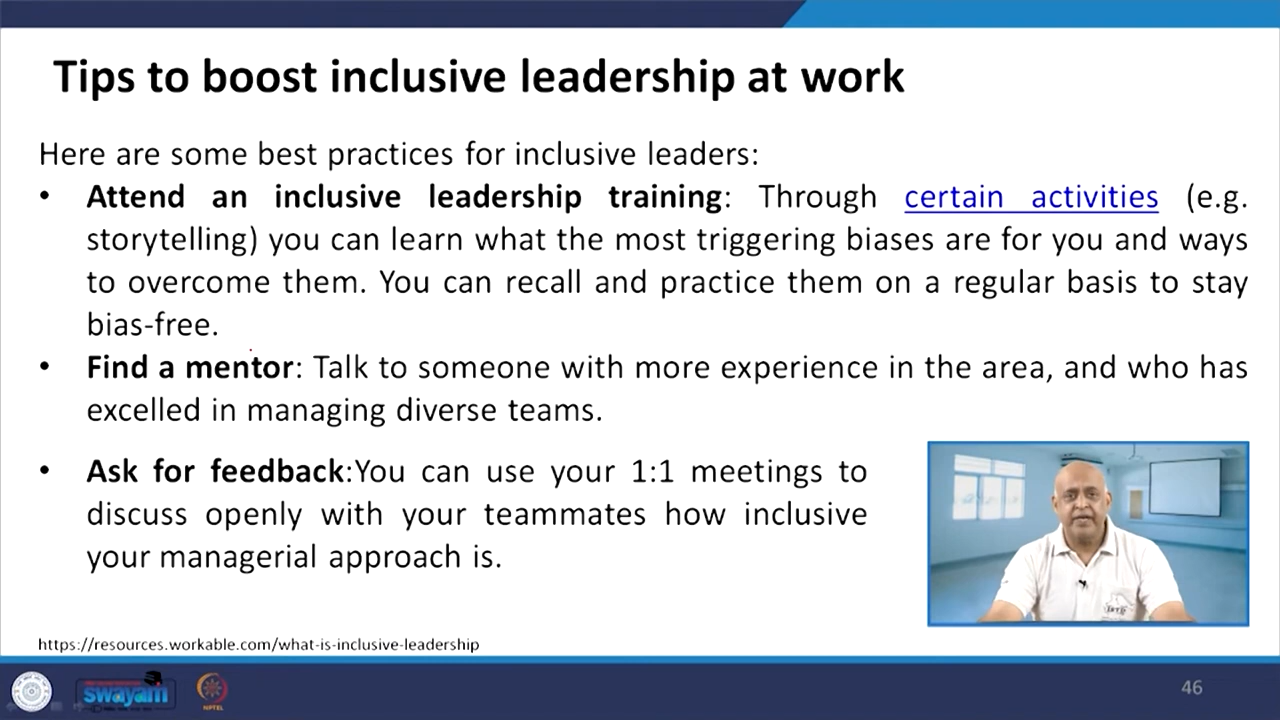 Tips to boost inclusive leadership at work
Here are some best practices for inclusive leaders:
• Attend an inclusive leadership training: Through certain activities (e.g.
storytelling) you can learn what the most triggering biases are for you and ways
to overcome them. You can recall and practice them on a regular basis to stay
bias-free.
• Find a mentor: Talk to someone with more experience in the area, and who has
excelled in managing diverse teams.
• Ask for feedback:You can use your 1:1 meetings to
discuss openly with your teammates how inclusive
your managerial approach is.
https://resources.workable.com/what-is-inclusive-leadership
swayam
NPTEL
46